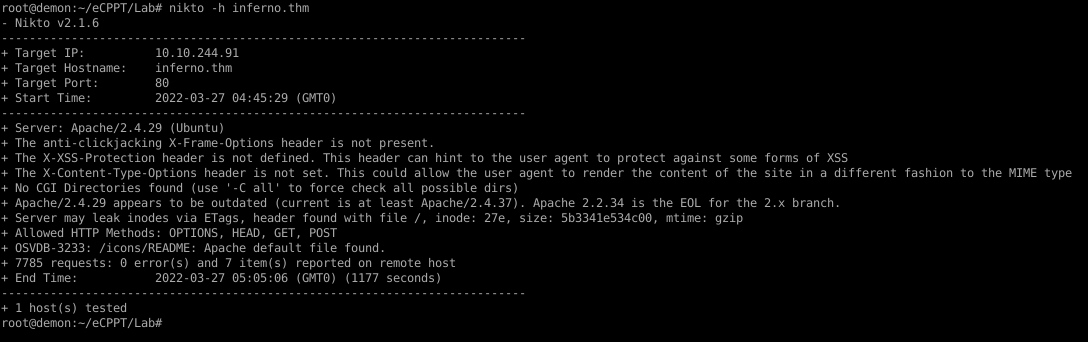 root@demon:~/eCPPT/Lab# nikto -h inferno.thm
- Nikto v2.1.6
---------------------------------------------------------------------------
+ Target IP:          10.10.244.91
+ Target Hostname:    inferno.thm
+ Target Port:        80
+ Start Time:         2022-03-27 04:45:29 (GMT0)
---------------------------------------------------------------------------
+ Server: Apache/2.4.29 (Ubuntu)
+ The anti-clickjacking X-Frame-Options header is not present.
+ The X-XSS-Protection header is not defined. This header can hint to the user agent to protect against some forms of XSS
+ The X-Content-Type-Options header is not set. This could allow the user agent to render the content of the site in a different fashion to the MIME type
+ No CGI Directories found (use '-C all' to force check all possible dirs)
+ Apache/2.4.29 appears to be outdated (current is at least Apache/2.4.37). Apache 2.2.34 is the EOL for the 2.x branch.
+ Server may leak inodes via ETags, header found with file /, inode: 27e, size: 5b3341e534c00, mtime: gzip
+ Allowed HTTP Methods: OPTIONS, HEAD, GET, POST
+ OSVDB-3233: /icons/README: Apache default file found.
+ 7785 requests: 0 error(s) and 7 item(s) reported on remote host
+ End Time:           2022-03-27 05:05:06 (GMT0) (1177 seconds)
---------------------------------------------------------------------------
+ 1 host(s) tested
root@demon:~/eCPPT/Lab#